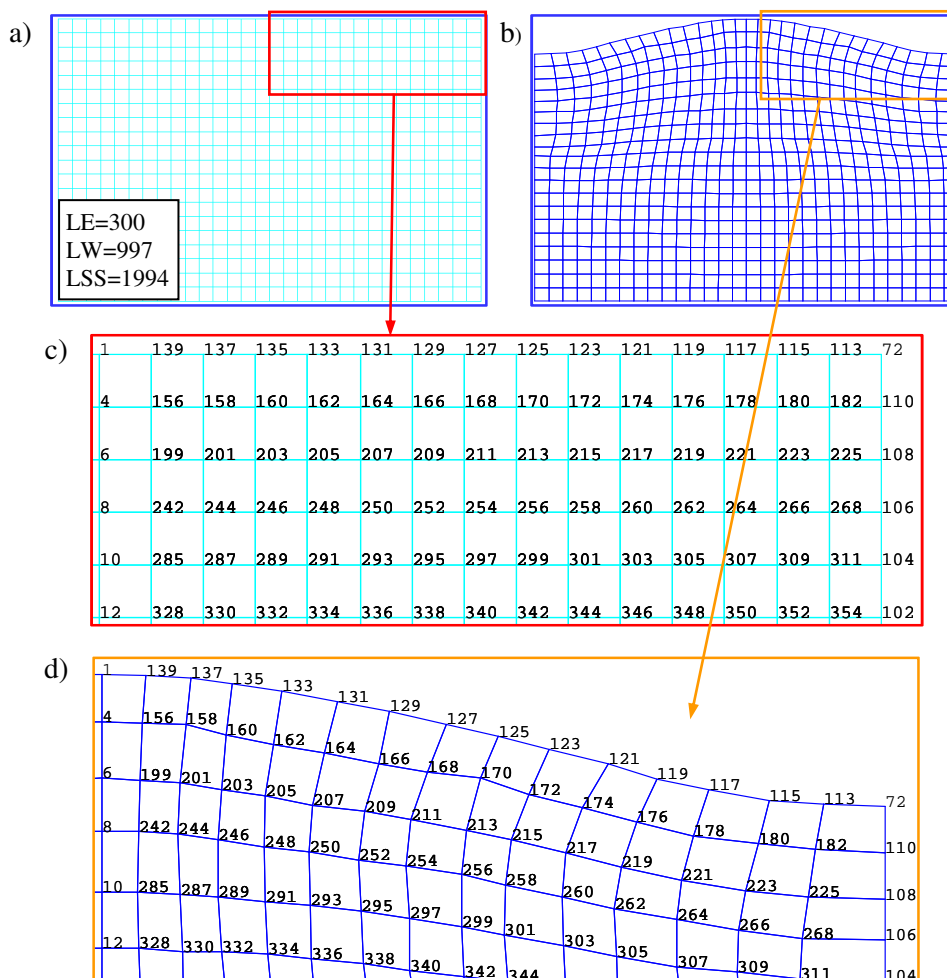 a)
b)
LE=300
LW=997
LSS=1994
c)
1 139 137 135 133 131 129 127 125 123 121 119 117 115 113 72
4 156 158 160 162 164 166 168 170 172 174 176 178 180 182 110
6 199 201 203 205 207 209 211 213 215 217 219 221 223 225 108
8 242 244 246 248 250 252 254 256 258 260 262 264 266 268 106
10 285 287 289 291 293 295 297 299 301 303 305 307 309 311 104
12 328 330 332 334 336 338 340 342 344 346 348 350 352 354 102
d)
1 139 137 135 133 131 129 127 125 123 121 119 117 115 113 72
4 156 158 160 162 164 166 168 170 172 174 176 178 180 182 110
6 199 201 203 205 207 209 211 213 215 217 219 221 223 225 108
8 242 244 246 248 250 252 254 256 258 260 262 264 266 268 106
10 285 287 289 291 293 295 297 299 301 303 305 307 309 311 104
12 328 330 332 334 336 338 340 342 344